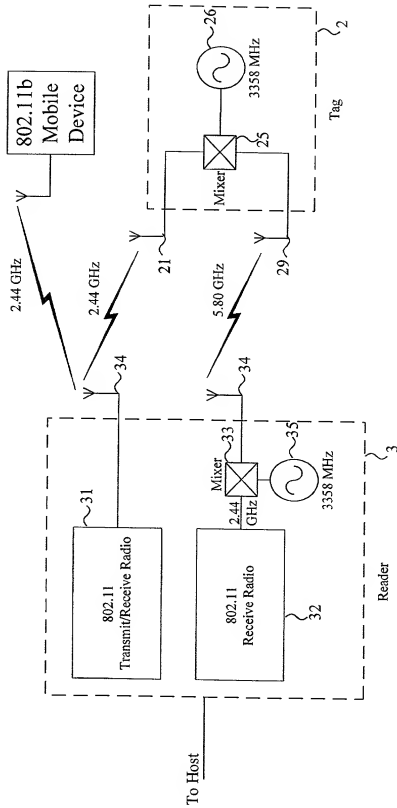 802.11b
Mobile
Device
2.44 GHz
2.44 GHz
5.80 GHz
34
34
21
29
26
3358 MHz
25
Mixer
2
Tag
31
802.11
Transmit/Receive Radio
802.11
Receive Radio
32
2.44
GHz
Mixer
33
35
3358 MHz
3
Reader
To Host